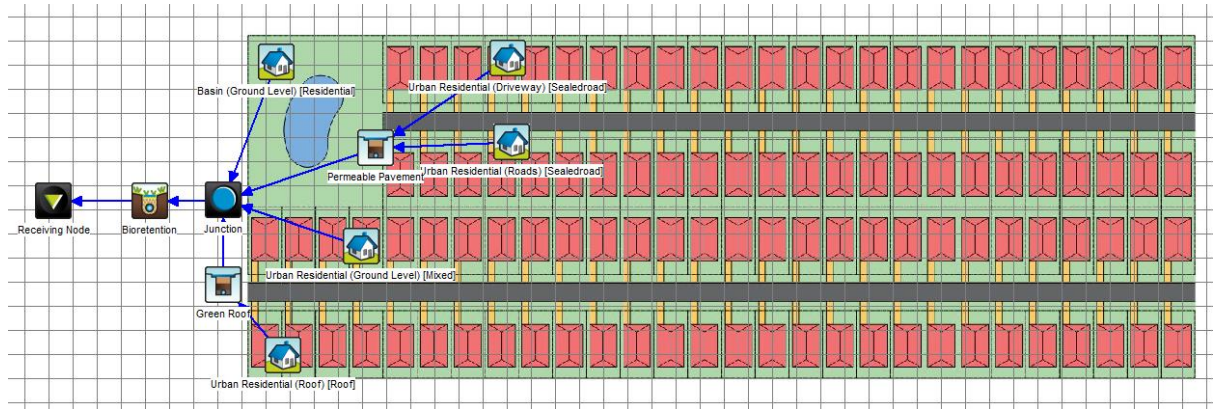 Basin (Ground Level) [Residential]
Urban Residential (Driveway) [Sealedroad]
Permeable Pavement
Urban Residential (Roads) [Sealedroad]
Receiving Node
Bioretention
Junction
Urban Residential (Ground Level) [Mixed]
Green Roof
Urban Residential (Roof) [Roof]